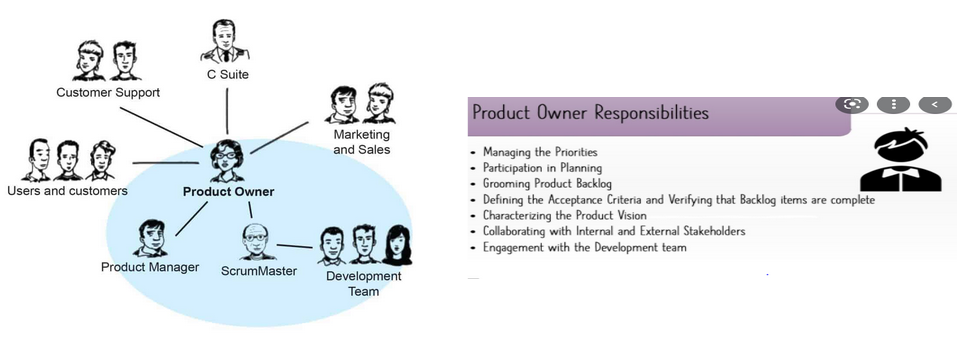 C Suite
Customer Support
Marketing
and Sales
Users and customers
Product Owner
Product Manager
ScrumMaster
Development
Team
Product Owner Responsibilities
• Managing the Priorities
• Participation in Planning
• Grooming Product Backlog
• Defining the Acceptance Criteria and Verifying that Backlog items are complete
• Characterizing the Product Vision
• Collaborating with Internal and External Stakeholders
• Engagement with the Development team